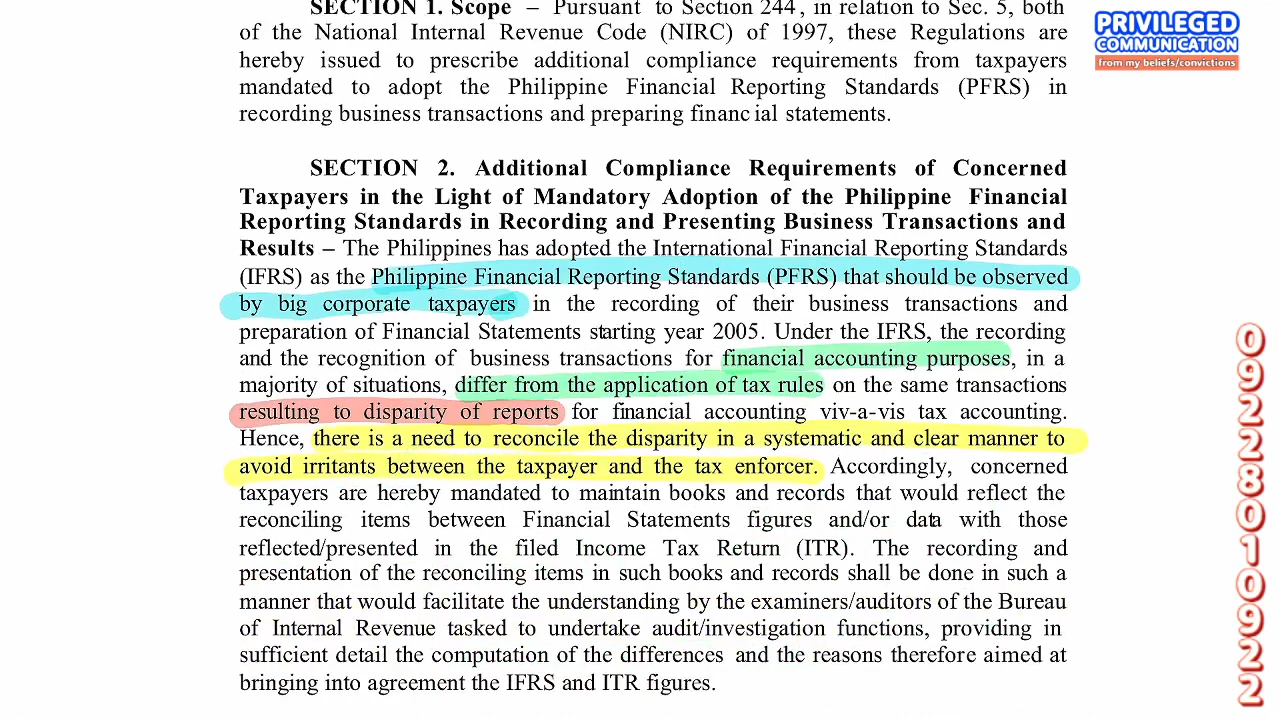 SECTION 1. Scope – Pursuant to Section 244, in relation to Sec. 5, both
of the National Internal Revenue Code (NIRC) of 1997, these Regulations are
hereby issued to prescribe additional compliance requirements from taxpayers
mandated to adopt the Philippine Financial Reporting Standards (PFRS) in
recording business transactions and preparing financial statements.
SECTION 2. Additional Compliance Requirements of Concerned
Taxpayers in the Light of Mandatory Adoption of the Philippine Financial
Reporting Standards in Recording and Presenting Business Transactions and
Results – The Philippines has adopted the International Financial Reporting Standards
(IFRS) as the Philippine Financial Reporting Standards (PFRS) that should be observed
by big corporate taxpayers in the recording of their business transactions and
preparation of Financial Statements starting year 2005. Under the IFRS, the recording
and the recognition of business transactions for financial accounting purposes, in a
majority of situations, differ from the application of tax rules on the same transactions
resulting to disparity of reports for financial accounting viv-a-vis tax accounting.
Hence, there is a need to reconcile the disparity in a systematic and clear manner to
avoid irritants between the taxpayer and the tax enforcer. Accordingly, concerned
taxpayers are hereby mandated to maintain books and records that would reflect the
reconciling items between Financial Statements figures and/or data with those
reflected/presented in the filed Income Tax Return (ITR). The recording and
presentation of the reconciling items in such books and records shall be done in such a
manner that would facilitate the understanding by the examiners/auditors of the Bureau
of Internal Revenue tasked to undertake audit/investigation functions, providing in
sufficient detail the computation of the differences and the reasons therefore aimed at
bringing into agreement the IFRS and ITR figures.
PRIVILEGED
COMMUNICATION
from my beliefs/convictions
09228010922